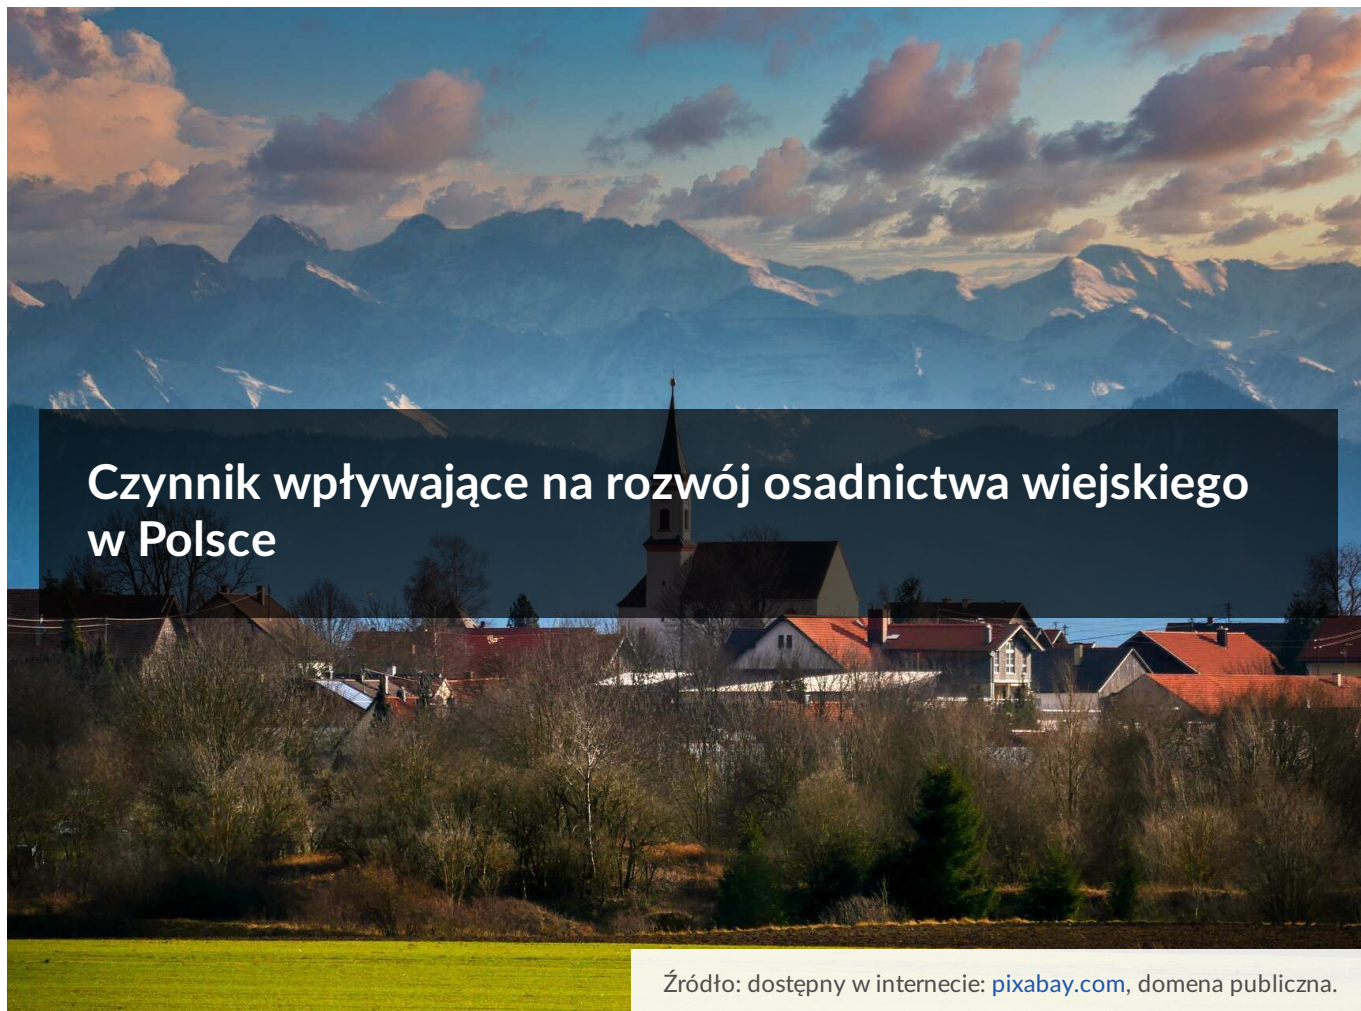 Czynnik wpływające na rozwój osadnictwa wiejskiego
w Polsce
Źródło: dostępny w internecie: pixabay.com, domena publiczna.